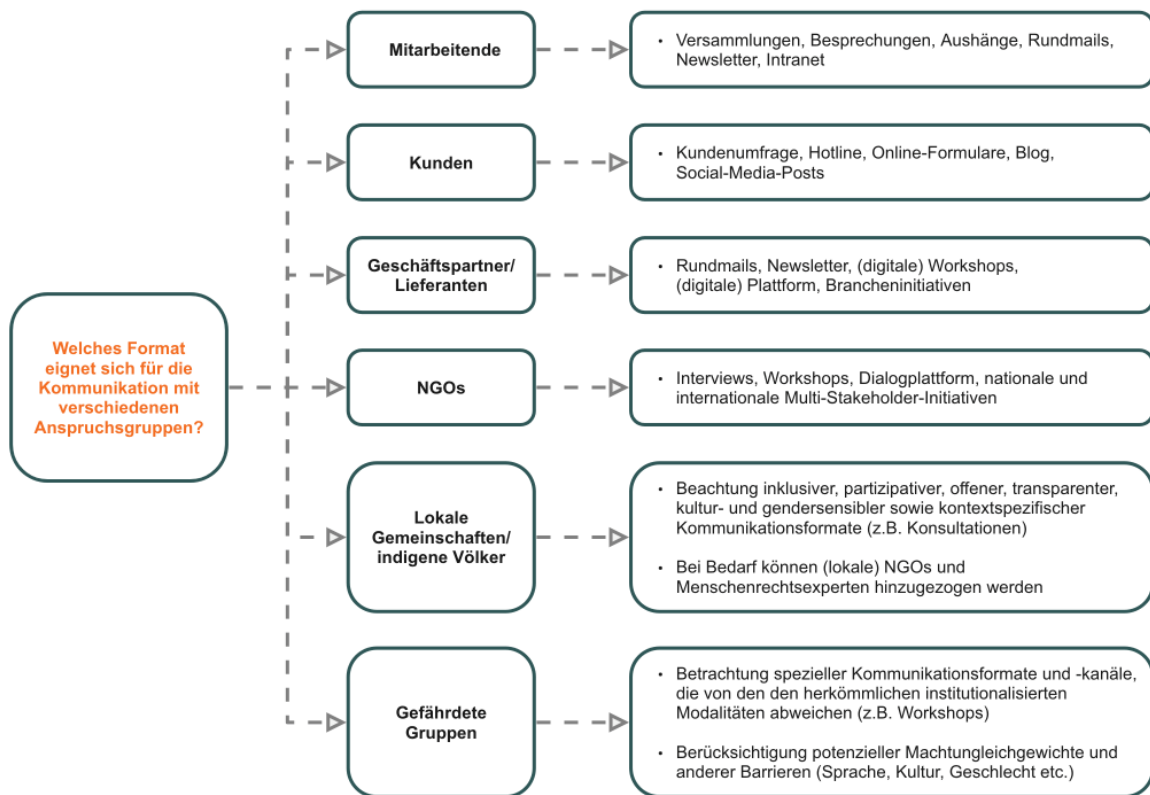 Welches Format
eignet sich für die
Kommunikation mit
verschiedenen
Anspruchsgruppen?
Mitarbeitende
• Versammlungen, Besprechungen, Aushänge, Rundmails,
Newsletter, Intranet
Kunden
• Kundenumfrage, Hotline, Online-Formulare, Blog,
Social-Media-Posts
Geschäftspartner/
Lieferanten
• Rundmails, Newsletter, (digitale) Workshops,
(digitale) Plattform, Brancheninitiativen
NGOs
• Interviews, Workshops, Dialogplattform, nationale und
internationale Multi-Stakeholder-Initiativen
Lokale
Gemeinschaften/
indigene Völker
• Beachtung inklusiver, partizipativer, offener, transparenter,
kultur- und gendersensibler sowie kontextspezifischer
Kommunikationsformate (z.B. Konsultationen)
• Bei Bedarf können (lokale) NGOs und
Menschenrechtsexperten hinzugezogen werden
Gefährdete
Gruppen
• Betrachtung spezieller Kommunikationsformate und -kanäle,
die von den den herkömmlichen institutionalisierten
Modalitäten abweichen (z.B. Workshops)
• Berücksichtigung potenzieller Machtungleichgewichte und
anderer Barrieren (Sprache, Kultur, Geschlecht etc.)